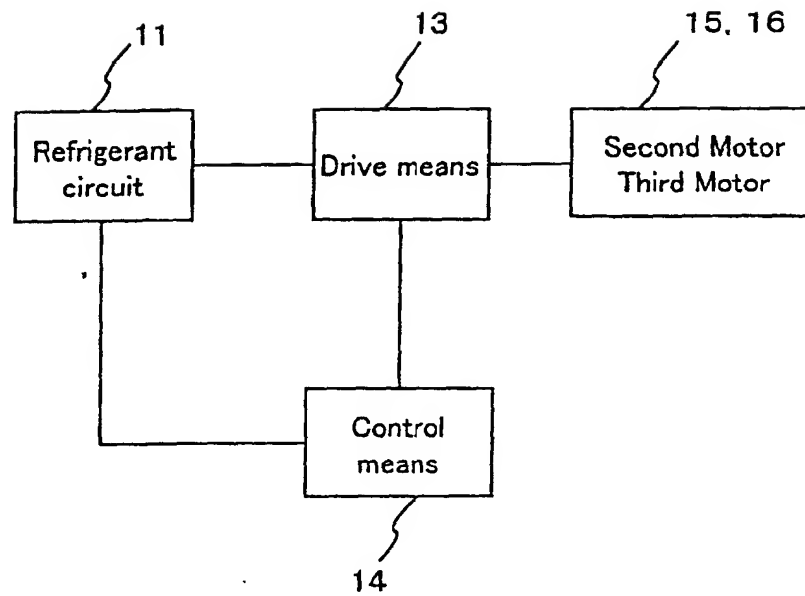 11
13
15, 16
Refrigerant
circuit
Drive means
Second Motor
Third Motor
Control
means
14